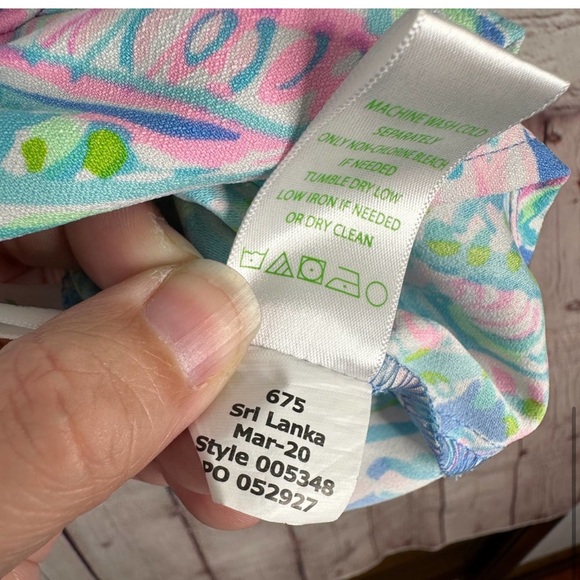 MACHINE WASH COLD
SEPARATELY
ONLY NON-CHLORINE BLEACH
IF NEEDED
TUMBLE DRY LOW
LOW IRON IF NEEDED
OR DRY CLEAN
675
Sri Lanka
Mar-20
Style 005348
PO 052927